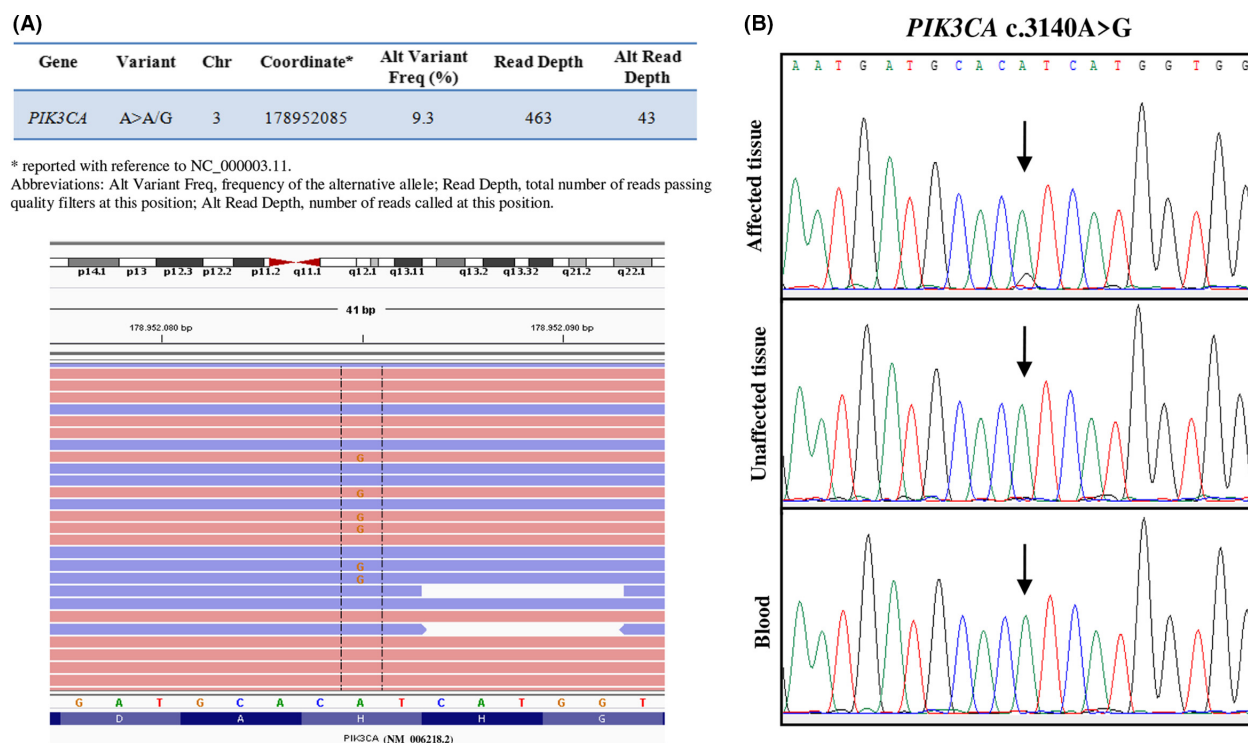 (A)
Gene Variant Chr Coordinate* Alt Variant Freq (%) Read Depth Alt Read Depth
PIK3CA A>A/G 3 178952085 9.3 463 43
* reported with reference to NC_000003.11.
Abbreviations: Alt Variant Freq, frequency of the alternative allele; Read Depth, total number of reads passing
quality filters at this position; Alt Read Depth, number of reads called at this position.
p14.1 p13 p12.3 p12.2 p11.2 q11.1 q12.1 q13.11 q13.2 q13.32 q21.2 q22.1
41 bp
178.952.080 bp 178.952.090 bp
G
G
G
G
G
G
G A T G C A C A T C A T G G T
D A H H G
PIK3CA (NM_006218.2)
(B)
PIK3CA c.3140A>G
A A T G A T G C A C A T C A T G G T G G
Affected tissue
Unaffected tissue
Blood